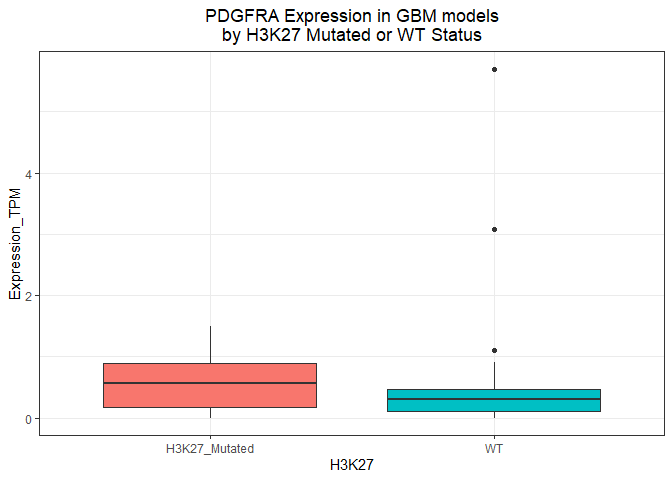 PDGFRA Expression in GBM models
by H3K27 Mutated or WT Status
Expression_TPM
4
2
0
H3K27_Mutated
WT
H3K27